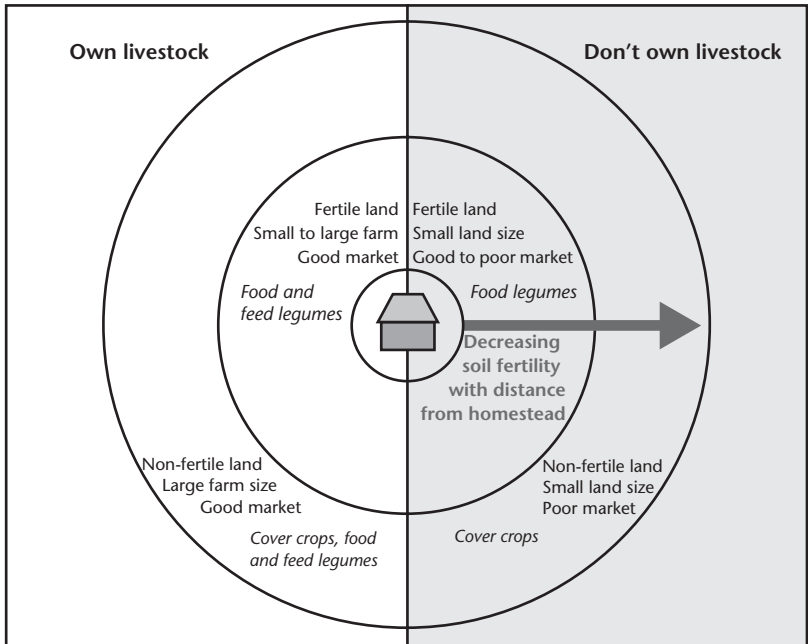 Own livestock
Don't own livestock
Fertile land
Small to large farm
Good market
Food and
feed legumes
Fertile land
Small land size
Good to poor market
Food legumes
Decreasing
soil fertility
with distance
from homestead
Non-fertile land
Large farm size
Good market
Cover crops, food
and feed legumes
Non-fertile land
Small land size
Poor market
Cover crops